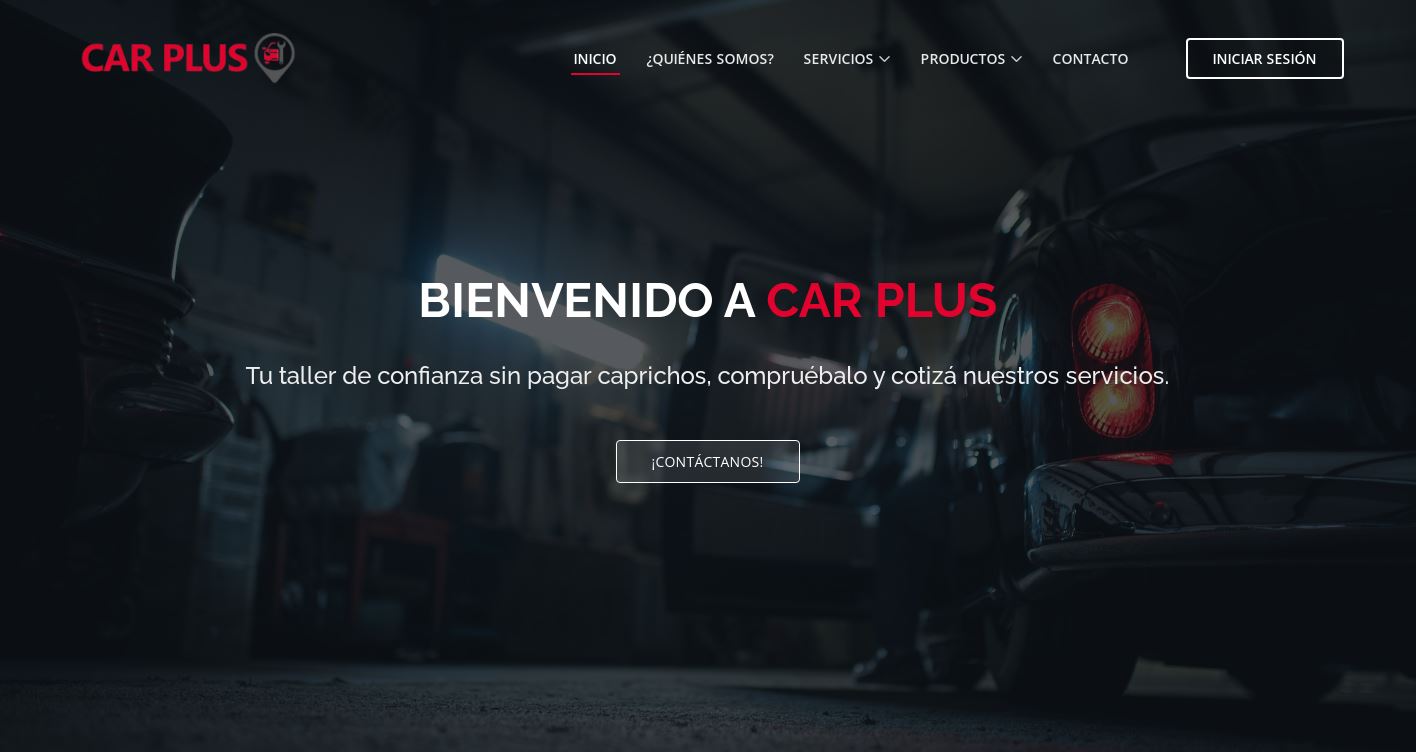 CAR PLUS
INICIO
¿QUIÉNES SOMOS?
SERVICIOS
PRODUCTOS
CONTACTO
INICIAR SESIÓN
BIENVENIDO A CAR PLUS
Tu taller de confianza sin pagar caprichos, compruébalo y cotizá nuestros servicios.
¡CONTÁCTANOS!